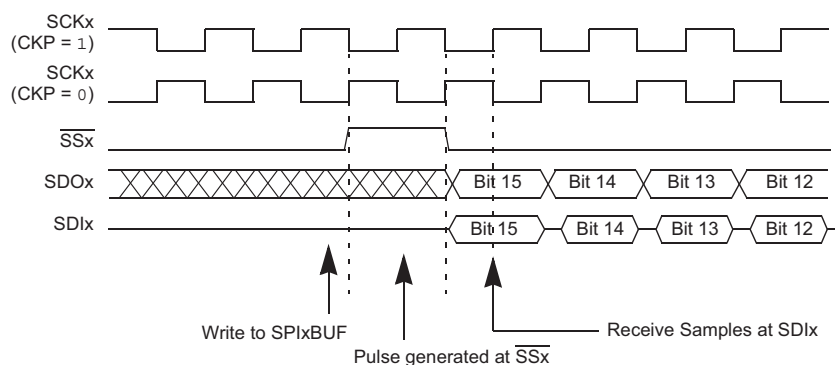 SCKx
(CKP = 1)
SCKx
(CKP = 0)
SSx
SDOx
Bit 15 Bit 14 Bit 13 Bit 12
SDIx
Bit 15 Bit 14 Bit 13 Bit 12
Write to SPIxBUF
Receive Samples at SDIx
Pulse generated at SSx